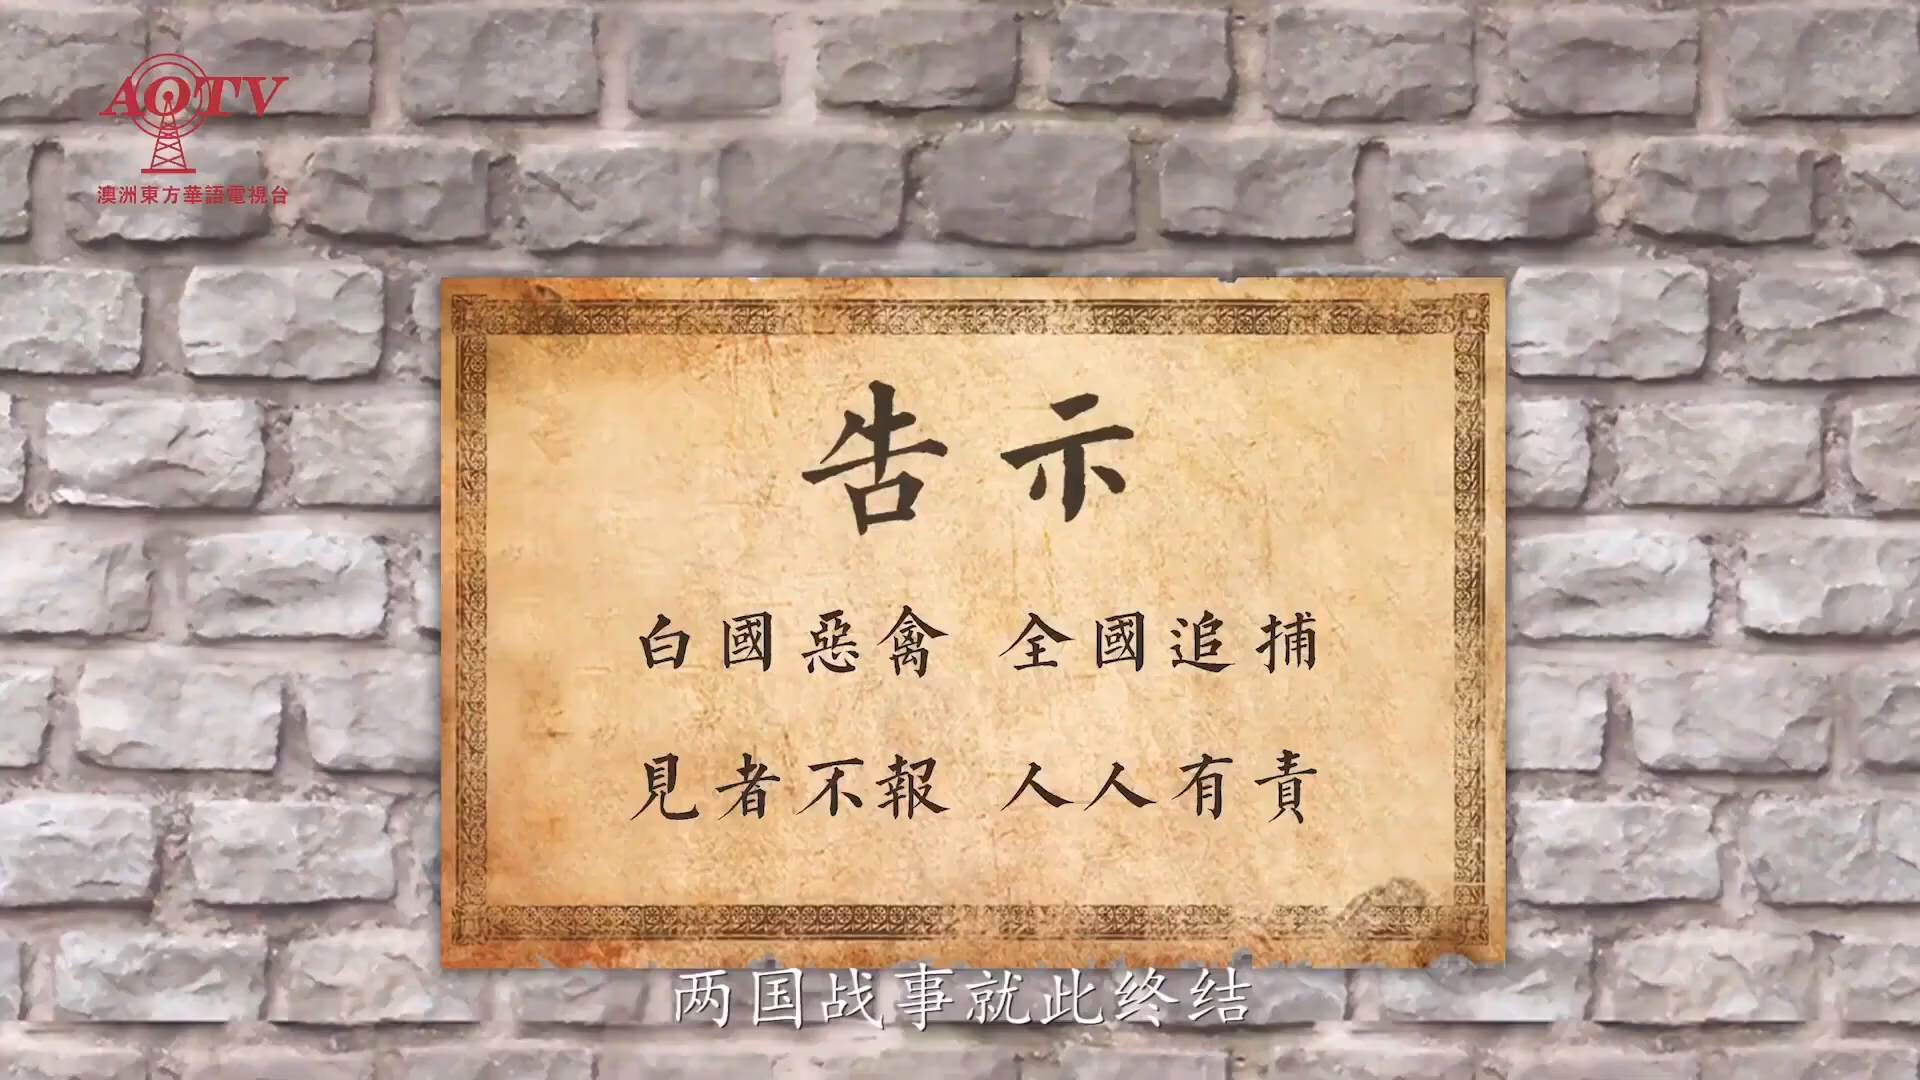 AOTV
澳洲東方華語電視台
告示
白國惡禽 全國追捕
見者不報 人人有責
两国战事就此终结